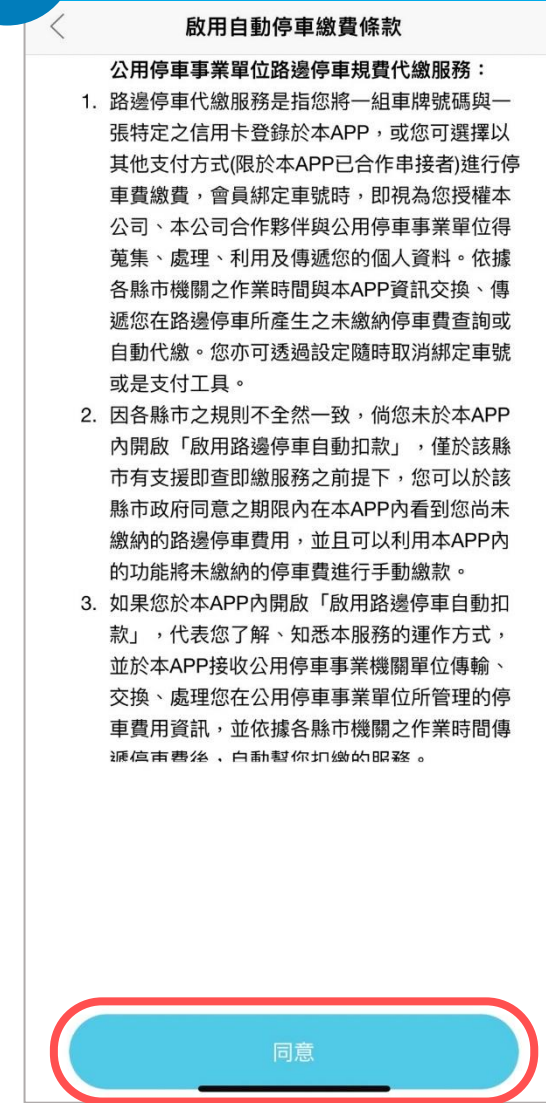 啟用自動停車繳費條款
公用停車事業單位路邊停車規費代繳服務：
1. 路邊停車代繳服務是指您將一組車牌號碼與一
張特定之信用卡登錄於本APP，或您可選擇以
其他支付方式(限於本APP已合作串接者)進行停
車費繳費，會員綁定車號時，即視為您授權本
公司、本公司合作夥伴與公用停車事業單位得
蒐集、處理、利用及傳遞您的個人資料。依據
各縣市機關之作業時間與本APP資訊交換、傳
遞您在路邊停車所產生之未繳納停車費查詢或
自動代繳。您亦可透過設定隨時取消綁定車號
或是支付工具。
2. 因各縣市之規則不全然一致，倘您未於本APP
內開啟「啟用路邊停車自動扣款」，僅於該縣
市有支援即查即繳服務之前提下，您可以於該
縣市政府同意之期限內在本APP內看到您尚未
繳納的路邊停車費用，並且可以利用本APP內
的功能將未繳納的停車費進行手動繳款。
3. 如果您於本APP內開啟「啟用路邊停車自動扣
款」，代表您了解、知悉本服務的運作方式，
並於本APP接收公用停車事業機關單位傳輸、
交換、處理您在公用停車事業單位所管理的停
車費用資訊，並依據各縣市機關之作業時間傳
遞停車費後，自動幫您扣繳的服務。
同意